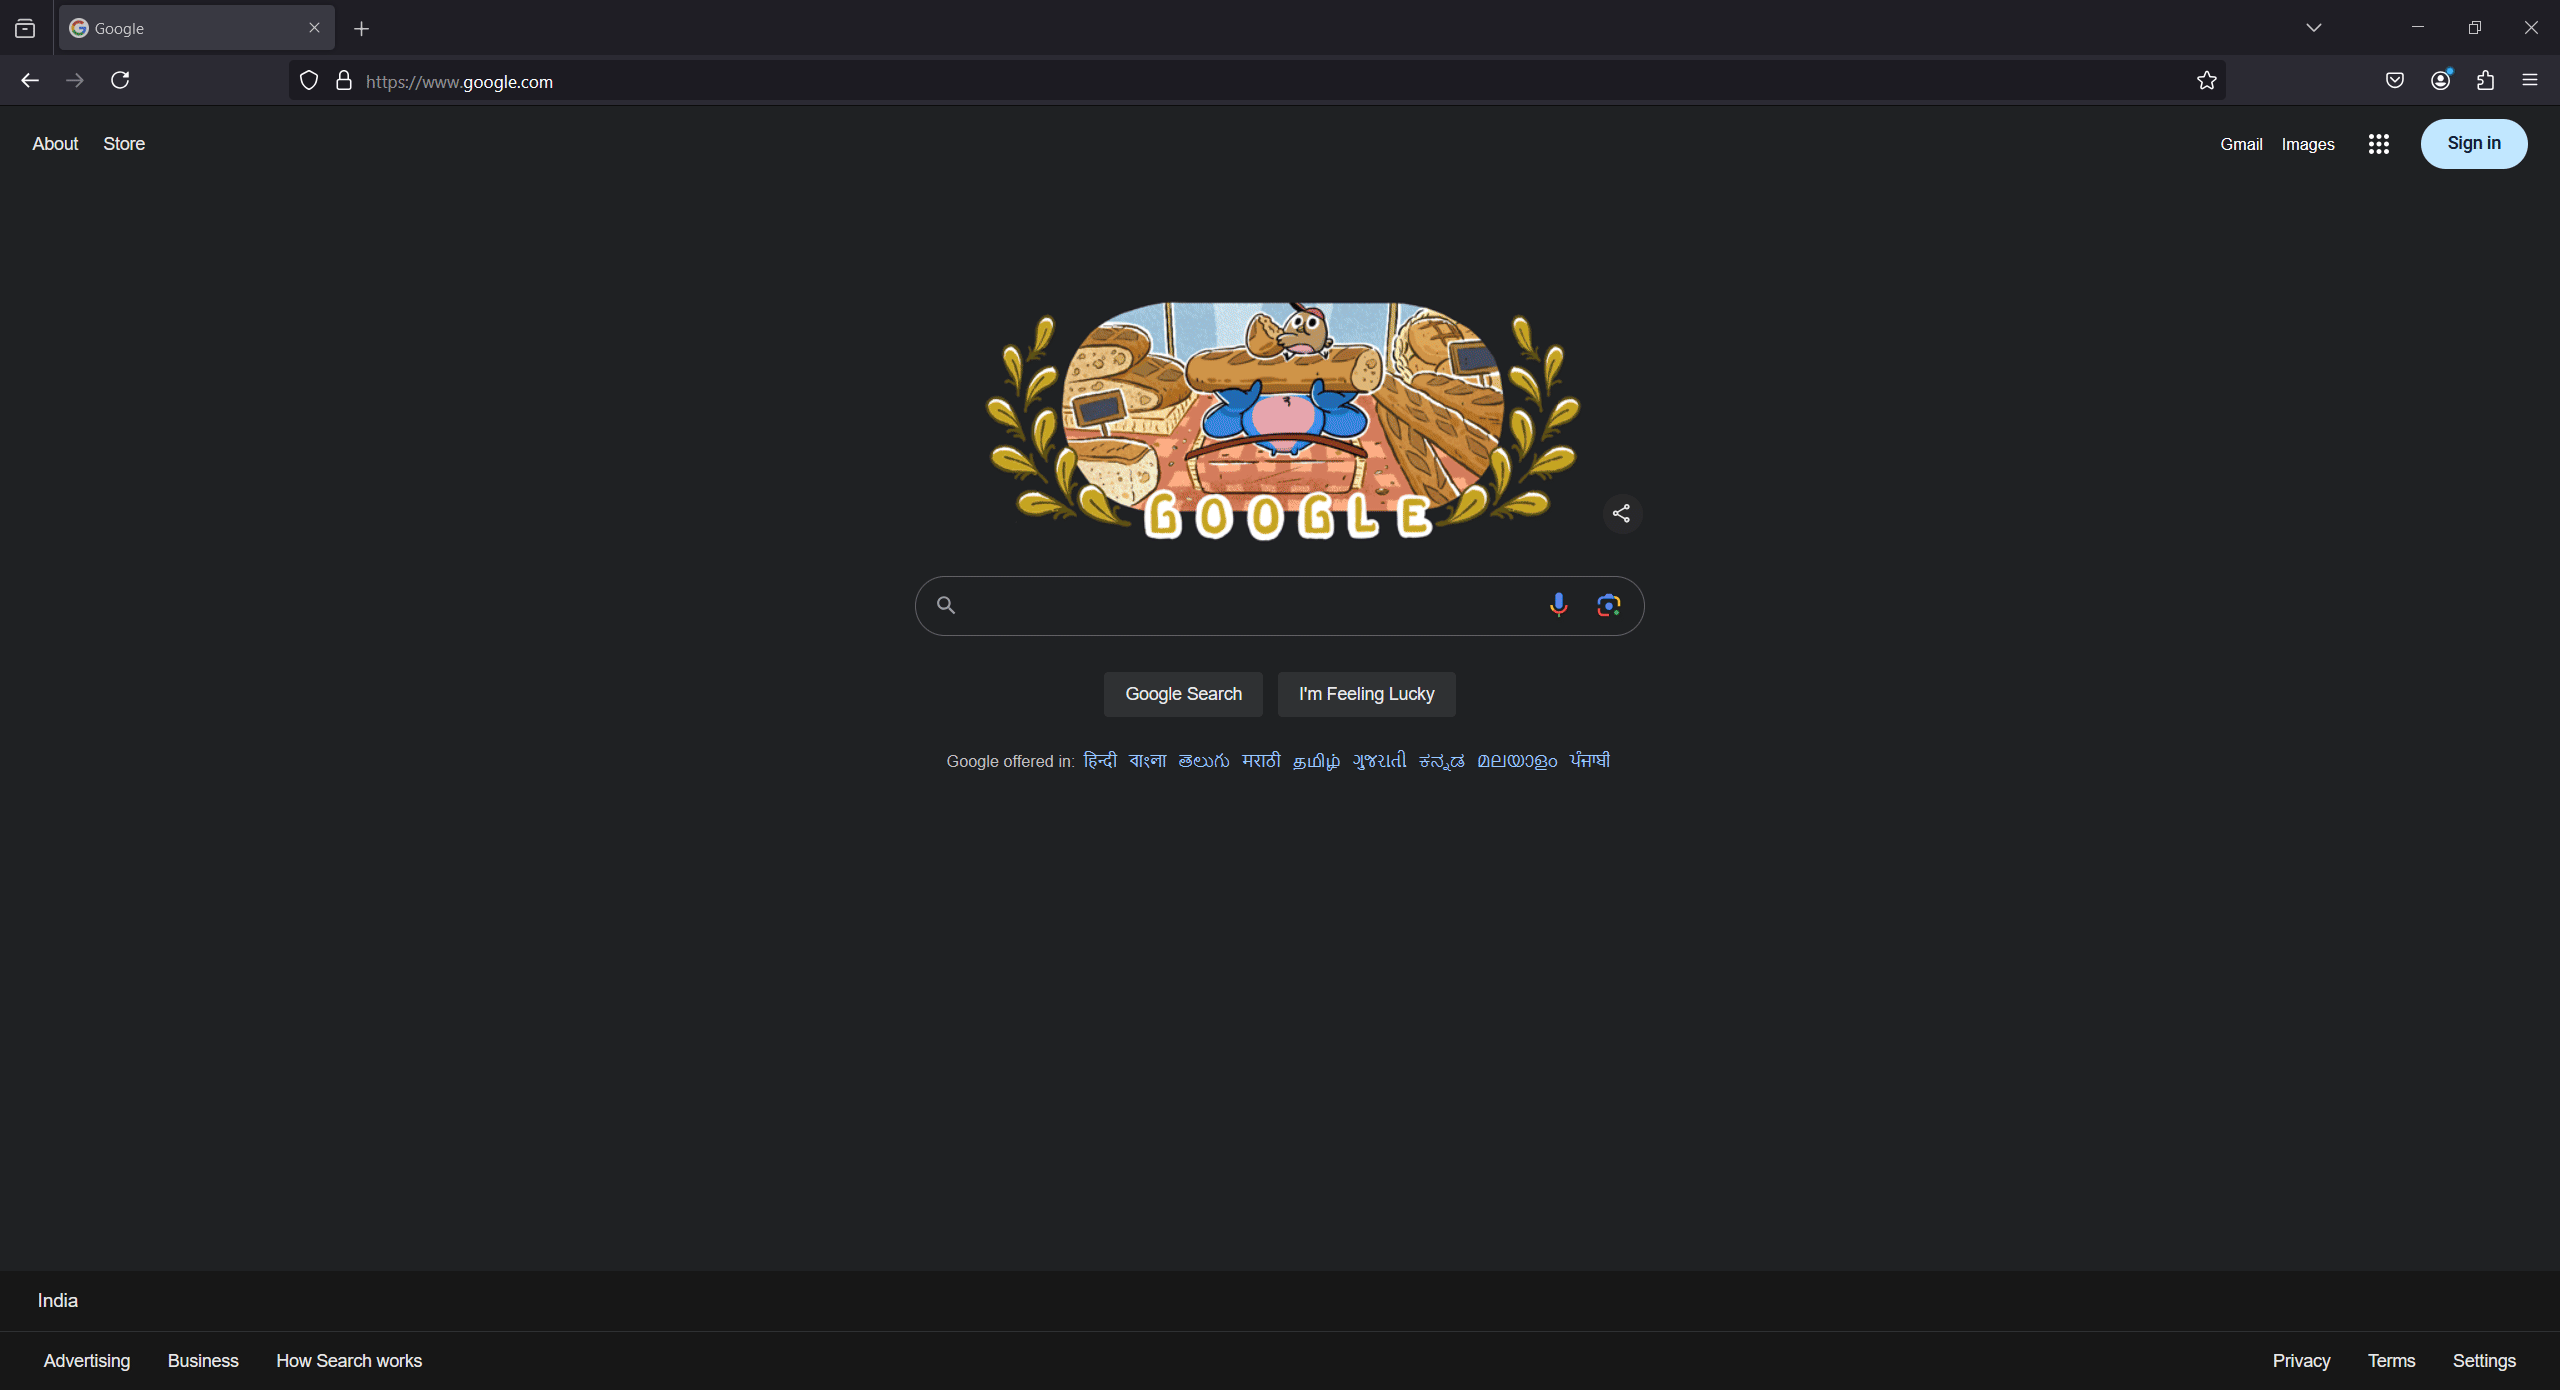 Google
https://www.google.com
About Store
Gmail Images Sign in
GOOGLE
Google Search I'm Feeling Lucky
Google offered in: हिन्दी বাংলা తెలుగు मराठी தமிழ் ગુજરાતી ಕನ್ನಡ മലയാളം ਪੰਜਾਬੀ
India
Advertising Business How Search works
Privacy Terms Settings